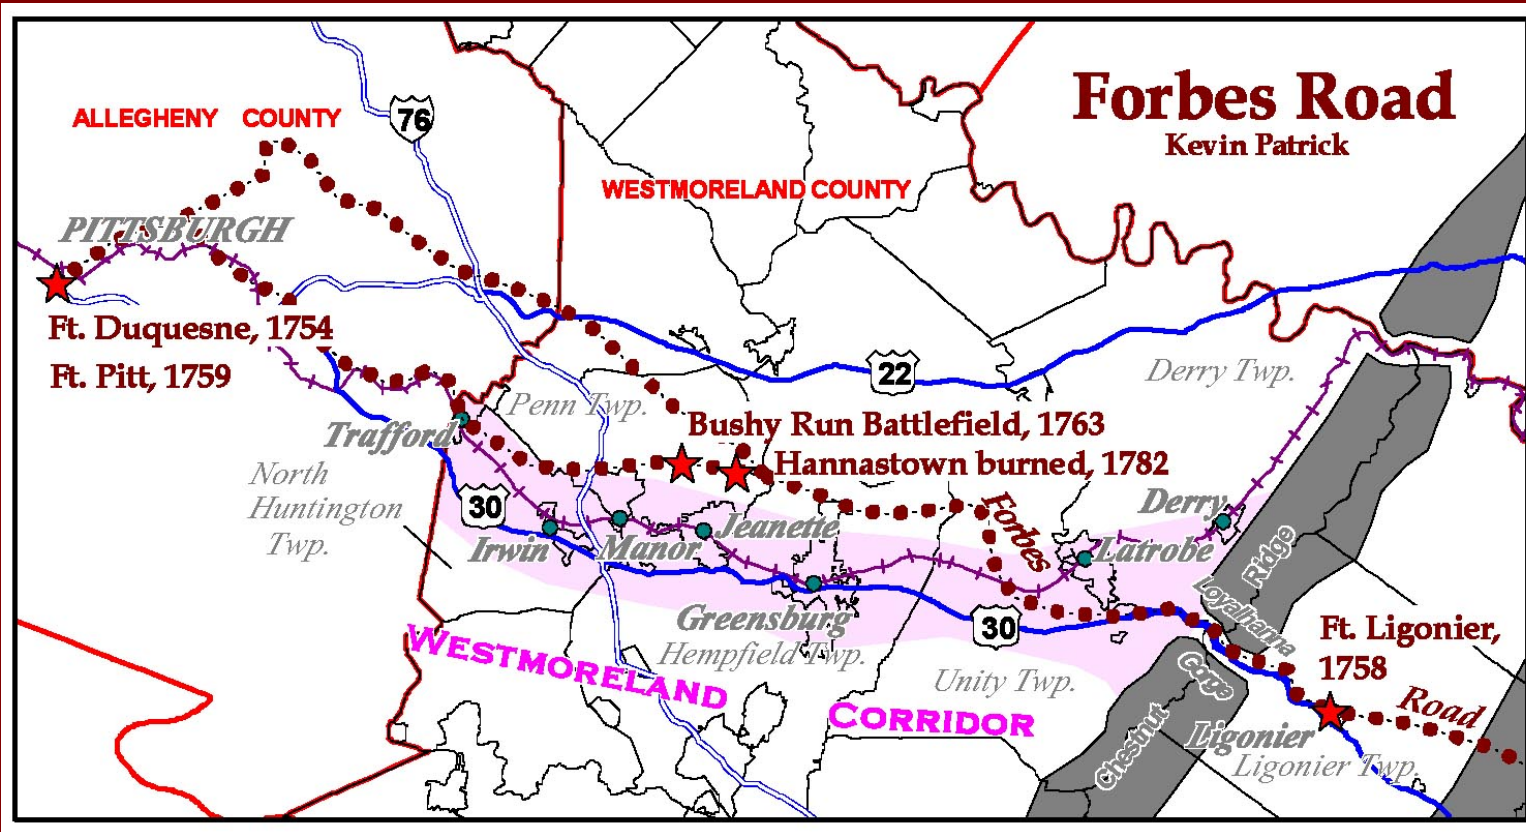 Forbes Road
Kevin Patrick
ALLEGHENY COUNTY
76
WESTMORELAND COUNTY
PITTSBURGH
Ft. Duquesne, 1754
Ft. Pitt, 1759
22
Derry Twp.
Penn Twp.
Bushy Run Battlefield, 1763
Trafford
Hannastown burned, 1782
North
Huntington
Twp.
30
Irwin
Manor
Jeanette
Forbes
Derry
Latrobe
Ridge
Loyalhanna
Gorge
Greensburg
Hempfield Twp.
30
Ft. Ligonier,
1758
WESTMORELAND
CORRIDOR
Unity Twp.
Chestnut
Road
Ligonier
Ligonier Twp.